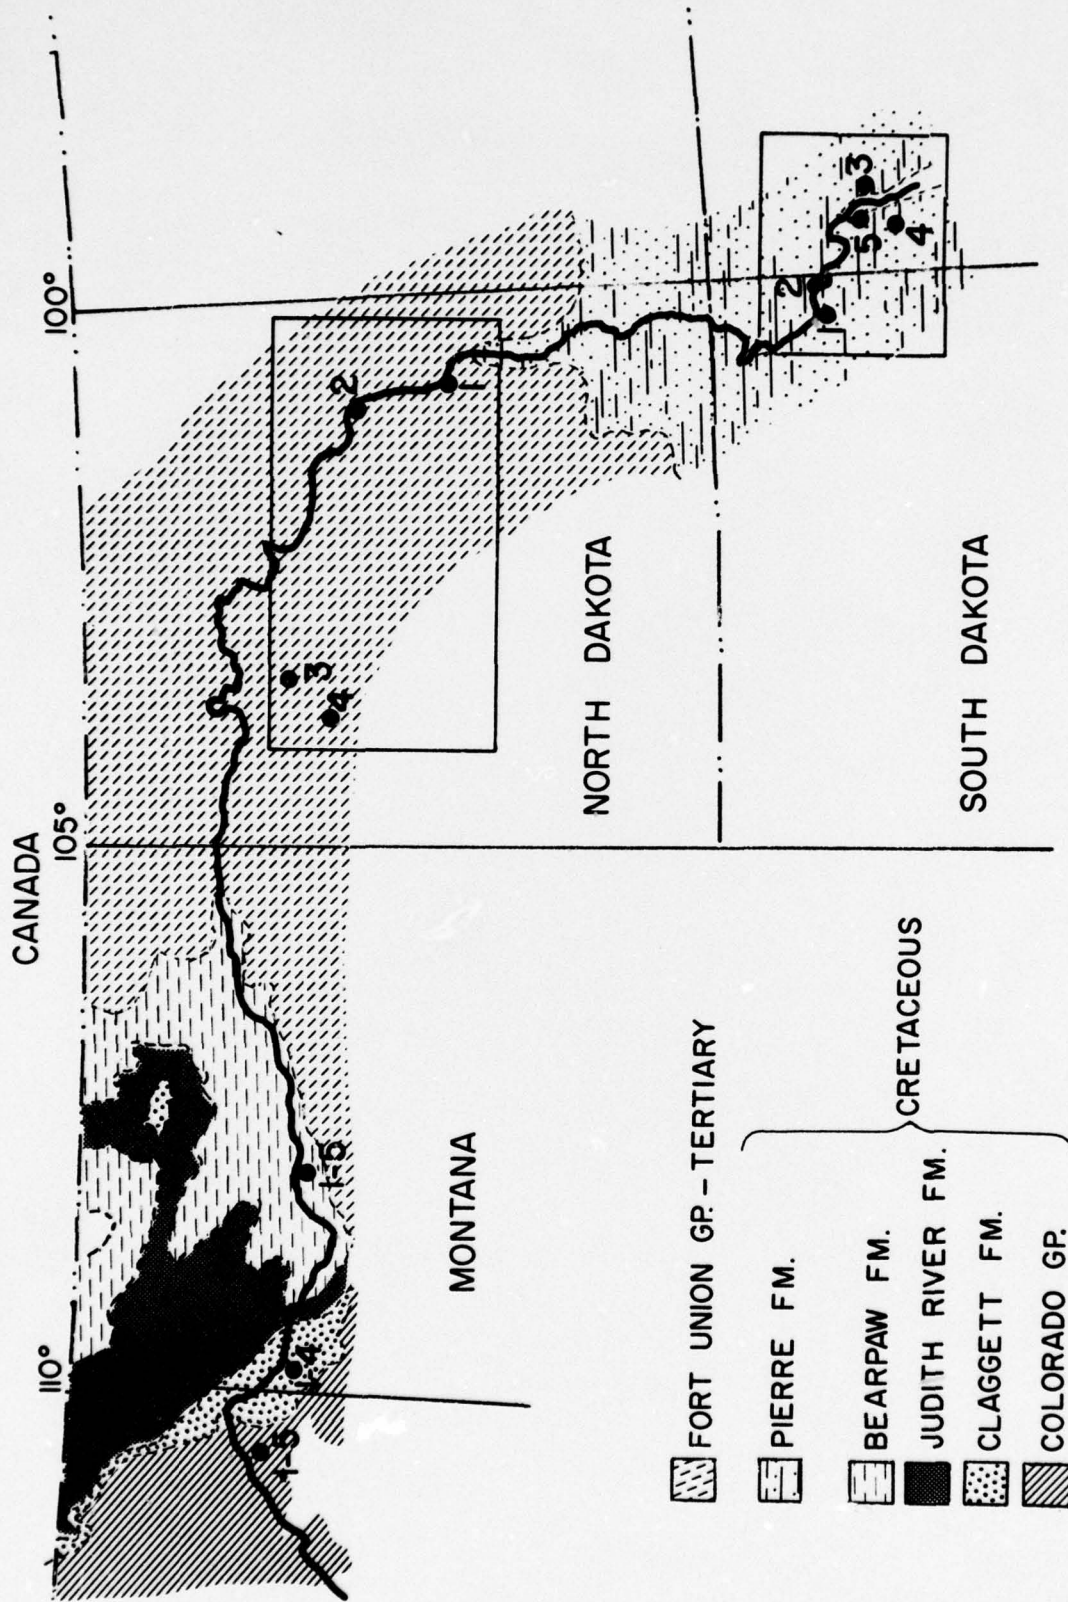 CANADA
110°
105°
100°
1-5
1-4
1-5
3
4
2
1
1
2
5
3
4
MONTANA
NORTH DAKOTA
SOUTH DAKOTA
FORT UNION GP. - TERTIARY
PIERRE FM.
BEARPAW FM.
JUDITH RIVER FM.
CLAGGETT FM.
COLORADO GP.
CRETACEOUS